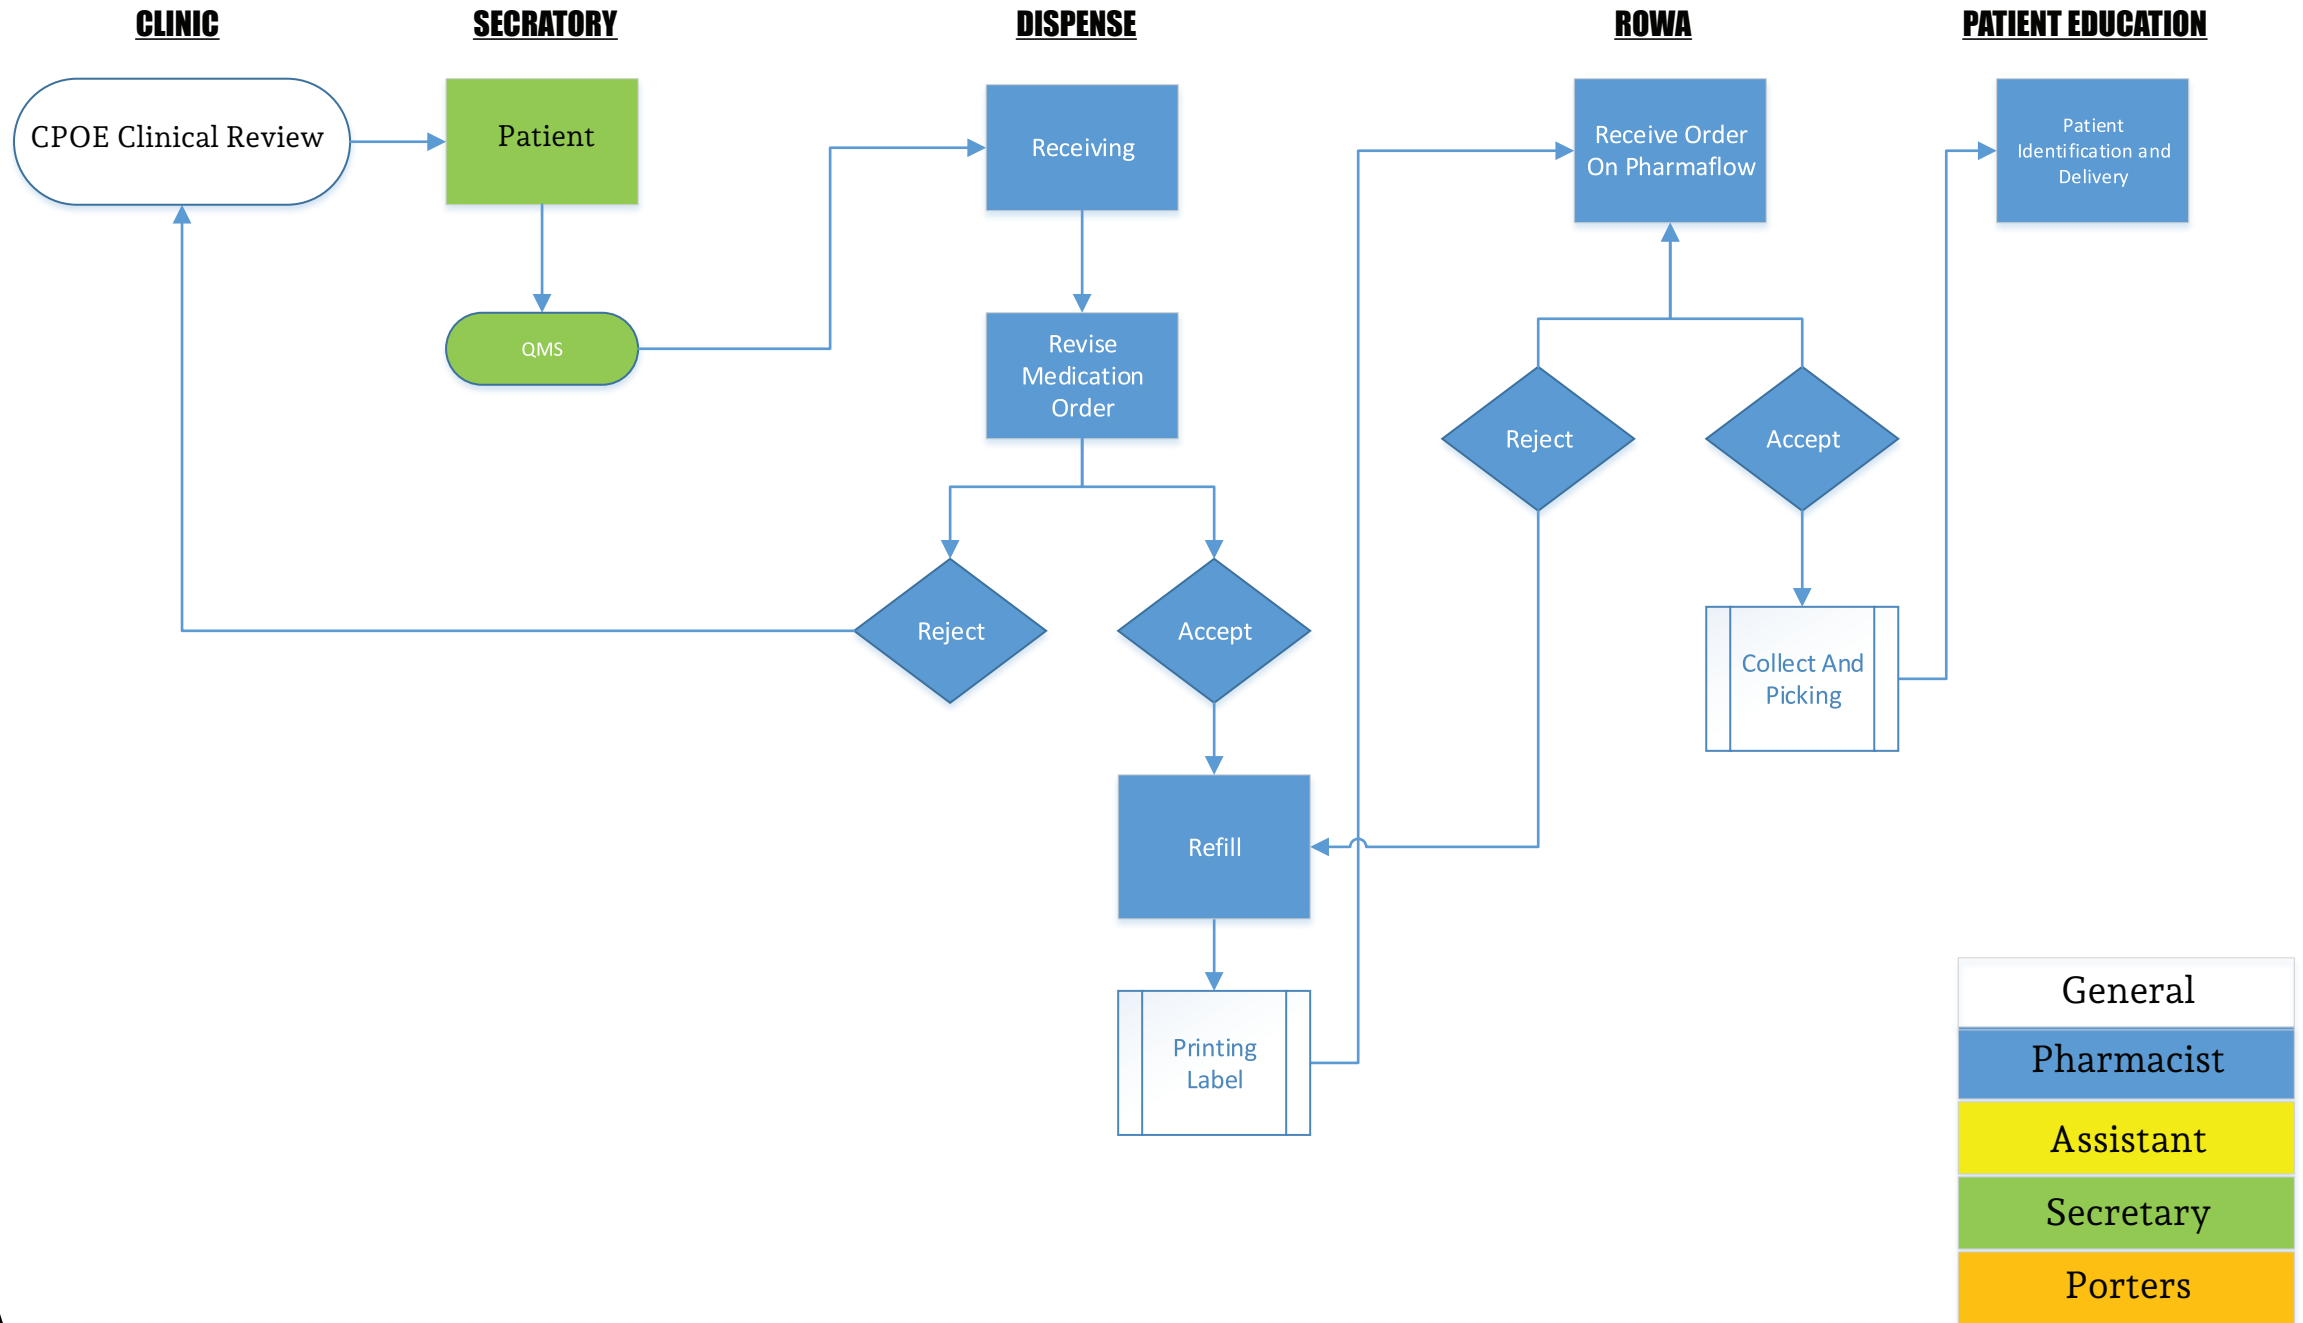 CLINIC
SECRATORY
DISPENSE
ROWA
PATIENT EDUCATION
CPOE Clinical Review
Patient
QMS
Receiving
Revise
Medication
Order
Reject
Accept
Refill
Printing
Label
Receive Order
On Pharmaflow
Reject
Accept
Collect And
Picking
Patient
Identification and
Delivery
General
Pharmacist
Assistant
Secretary
Porters